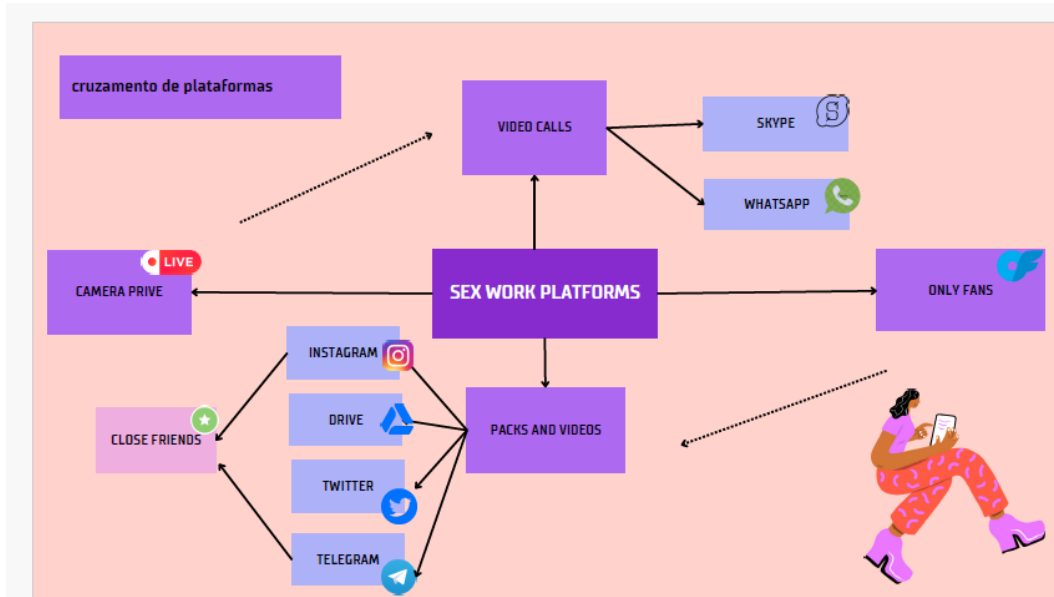 cruzamento de plataformas
VIDEO CALLS
SKYPE
S
WHATSAPP
LIVE
CAMERA PRIVE
SEX WORK PLATFORMS
ONLY FANS
INSTAGRAM
DRIVE
PACKS AND VIDEOS
CLOSE FRIENDS
TWITTER
TELEGRAM